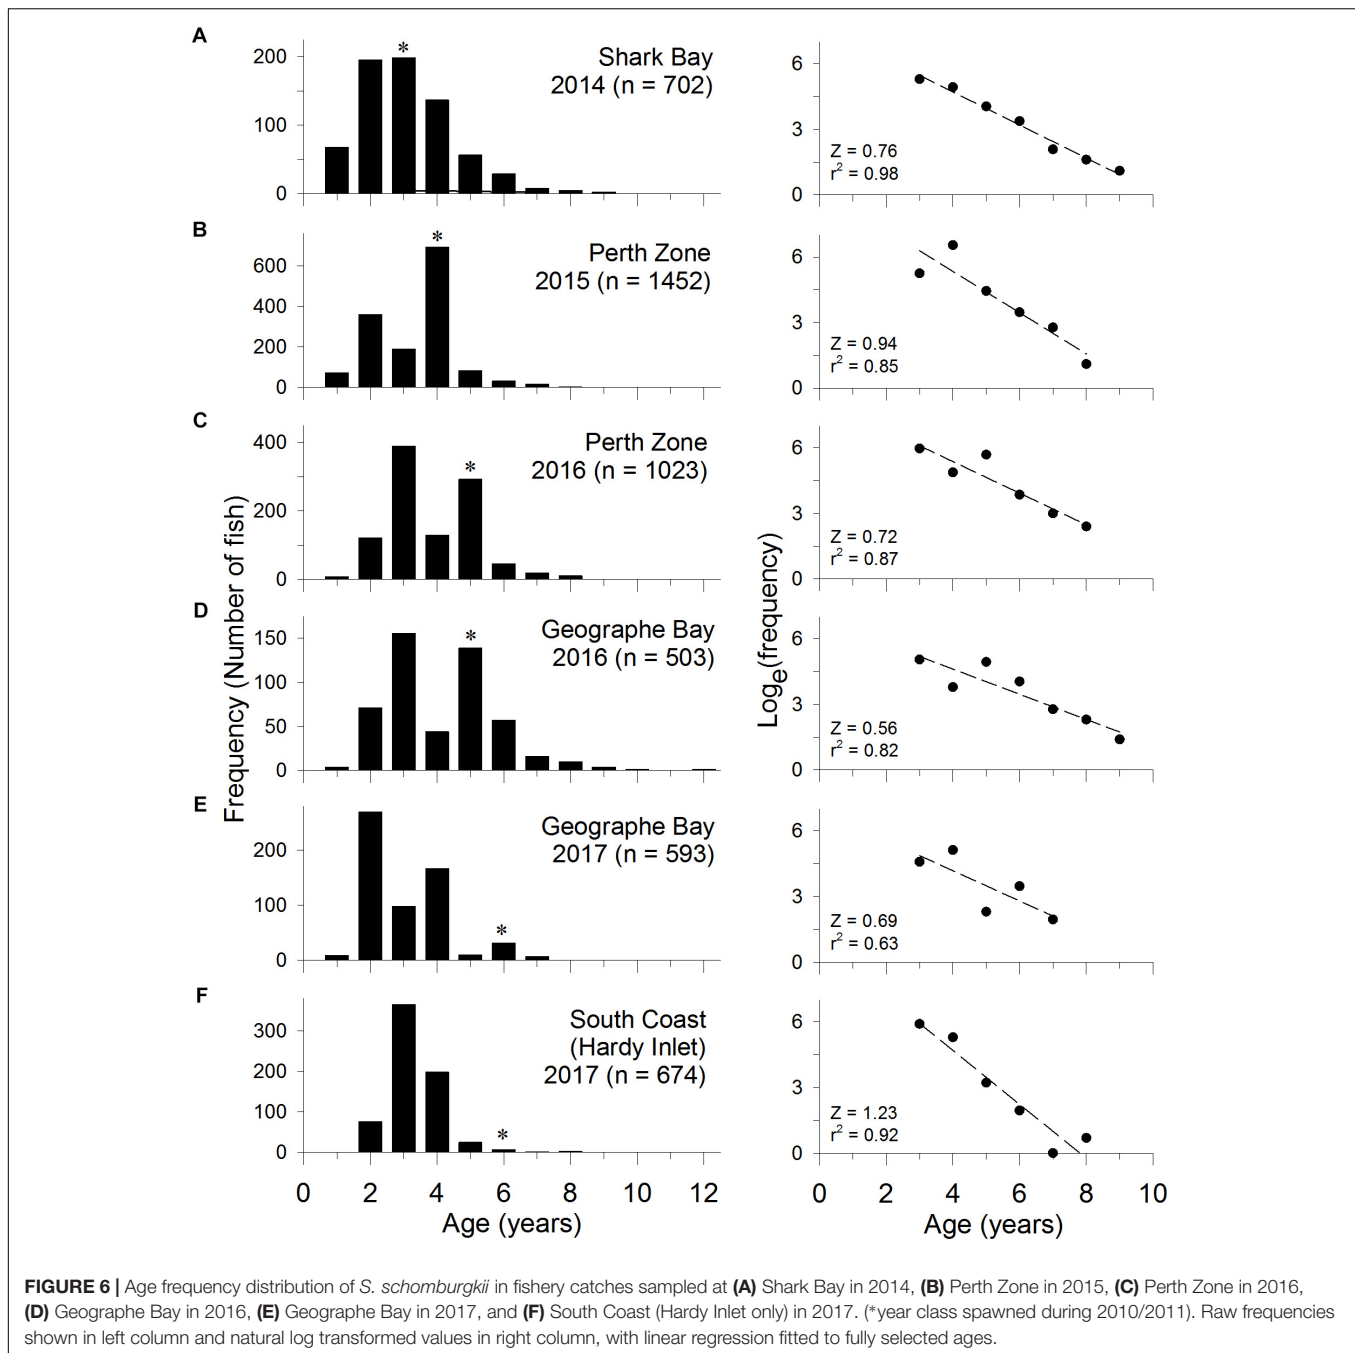 A
Shark Bay
2014 (n = 702)
200
100
0
6
3
0
Z = 0.76
r² = 0.98
B
Perth Zone
2015 (n = 1452)
600
400
200
0
6
3
0
Z = 0.94
r² = 0.85
C
Perth Zone
2016 (n = 1023)
400
200
0
6
3
0
Z = 0.72
r² = 0.87
D
Geographe Bay
2016 (n = 503)
150
100
50
0
6
3
0
Z = 0.56
r² = 0.82
E
Geographe Bay
2017 (n = 593)
200
100
0
6
3
0
Z = 0.69
r² = 0.63
F
South Coast
(Hardy Inlet)
2017 (n = 674)
300
200
100
0
6
3
0
Z = 1.23
r² = 0.92
* * * * * *
Frequency (Number of fish)
Logₑ(frequency)
0 2 4 6 8 10 12
Age (years)
0 2 4 6 8 10
Age (years)
FIGURE 6 | Age frequency distribution of S. schomburgkii in fishery catches sampled at (A) Shark Bay in 2014, (B) Perth Zone in 2015, (C) Perth Zone in 2016,
(D) Geographe Bay in 2016, (E) Geographe Bay in 2017, and (F) South Coast (Hardy Inlet only) in 2017. (*year class spawned during 2010/2011). Raw frequencies
shown in left column and natural log transformed values in right column, with linear regression fitted to fully selected ages.